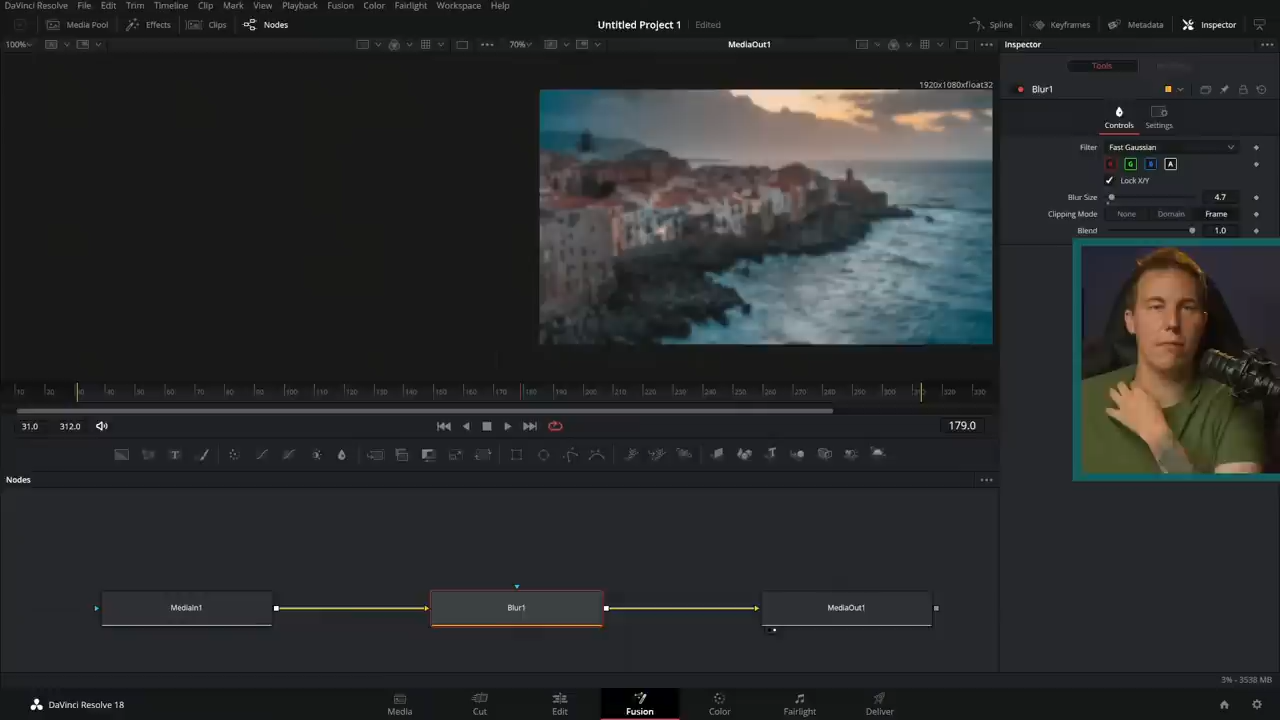 DaVinci Resolve File Edit Trim Timeline Clip Mark View Playback Fusion Color Fairlight Workspace Help
Media Pool Effects Clips Nodes Untitled Project 1 Edited Spline Keyframes Metadata Inspector
100% 70% MediaOut1 Inspector
Tools
1920x1080xfloat32
Blur1
Controls Settings
Filter Fast Gaussian
R G B A
Lock X/Y
Blur Size 4.7
Clipping Mode None Domain Frame
Blend 1.0
31.0 312.0 179.0
Nodes
MediaIn1 Blur1 MediaOut1
3% - 3538 MB
DaVinci Resolve 18 Media Cut Edit Fusion Color Fairlight Deliver